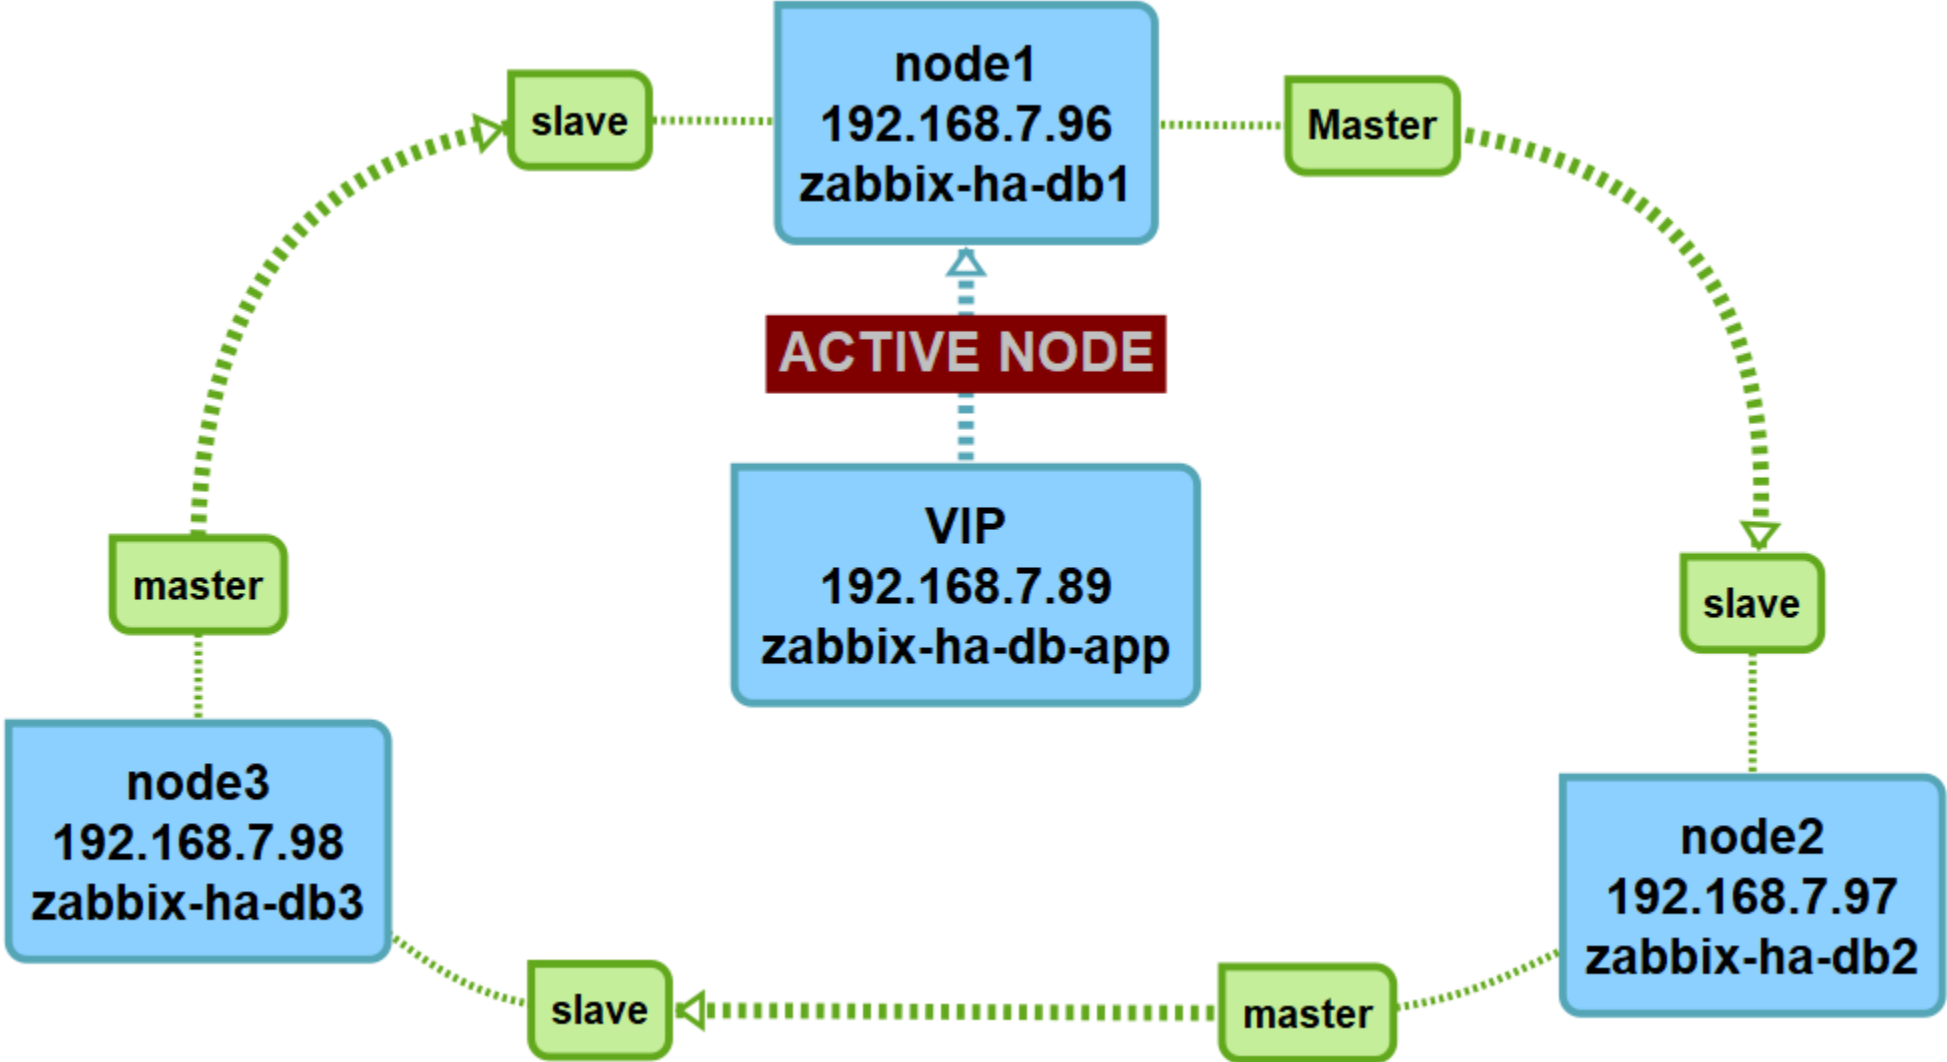 node1
192.168.7.96
zabbix-ha-db1
slave
Master
ACTIVE NODE
VIP
192.168.7.89
zabbix-ha-db-app
master
slave
node3
192.168.7.98
zabbix-ha-db3
node2
192.168.7.97
zabbix-ha-db2
slave
master